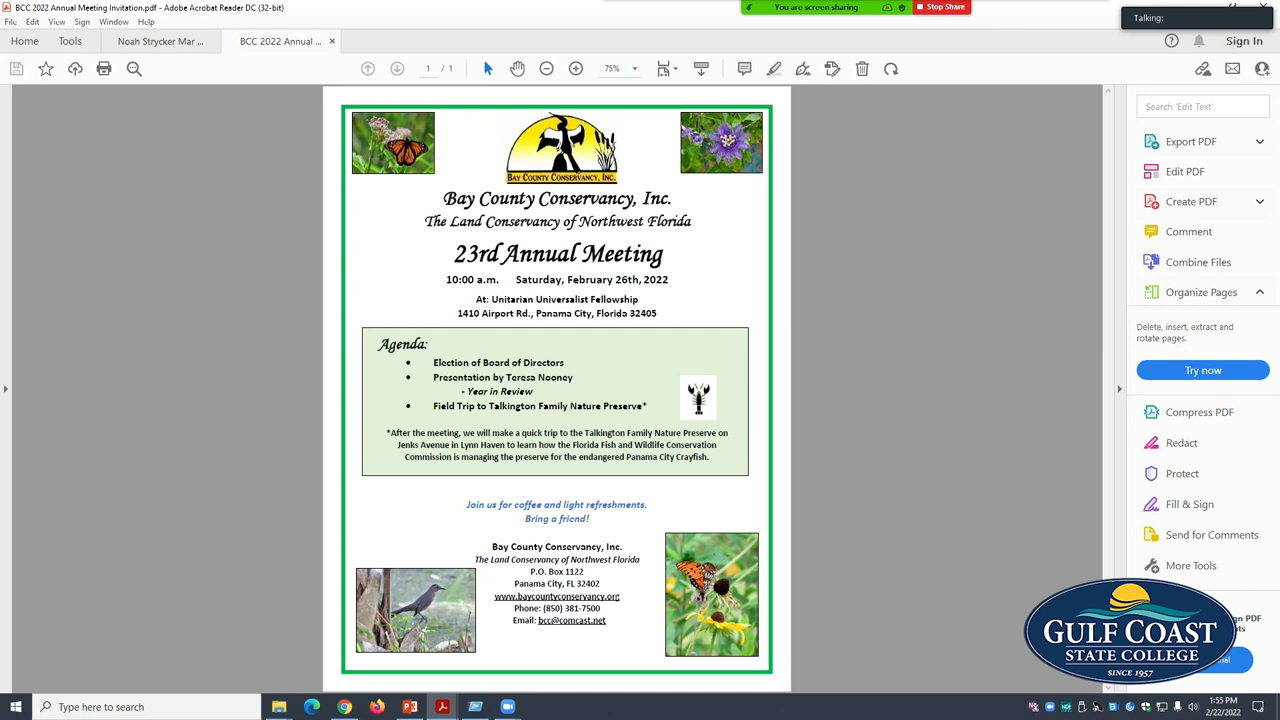 BCC 2022 Annual Meeting Invitation.pdf - Adobe Acrobat Reader DC (32-bit)
You are screen sharing
Stop Share
Talking:
File Edit View Sign Window Help
Home Tools Noah Strycker Mar ... BCC 2022 Annual ... ×
Sign In
1 / 1
75%
Search 'Edit Text'
Export PDF
Edit PDF
Create PDF
Comment
Combine Files
Organize Pages
Delete, insert, extract and
rotate pages.
Try now
Compress PDF
Redact
Protect
Fill & Sign
Send for Comments
More Tools
BAY COUNTY CONSERVANCY, INC.
Bay County Conservancy, Inc.
The Land Conservancy of Northwest Florida
23rd Annual Meeting
10:00 a.m. Saturday, February 26th, 2022
At: Unitarian Universalist Fellowship
1410 Airport Rd., Panama City, Florida 32405
Agenda:
• Election of Board of Directors
• Presentation by Teresa Nooney
- Year in Review
• Field Trip to Talkington Family Nature Preserve*
*After the meeting, we will make a quick trip to the Talkington Family Nature Preserve on
Jenks Avenue in Lynn Haven to learn how the Florida Fish and Wildlife Conservation
Commission is managing the preserve for the endangered Panama City Crayfish.
Join us for coffee and light refreshments.
Bring a friend!
Bay County Conservancy, Inc.
The Land Conservancy of Northwest Florida
P.O. Box 1122
Panama City, FL 32402
www.baycountyconservancy.org
Phone: (850) 381-7500
Email: bcc@comcast.net
GULF COAST
STATE COLLEGE
SINCE 1957
Type here to search
1:55 PM
2/22/2022